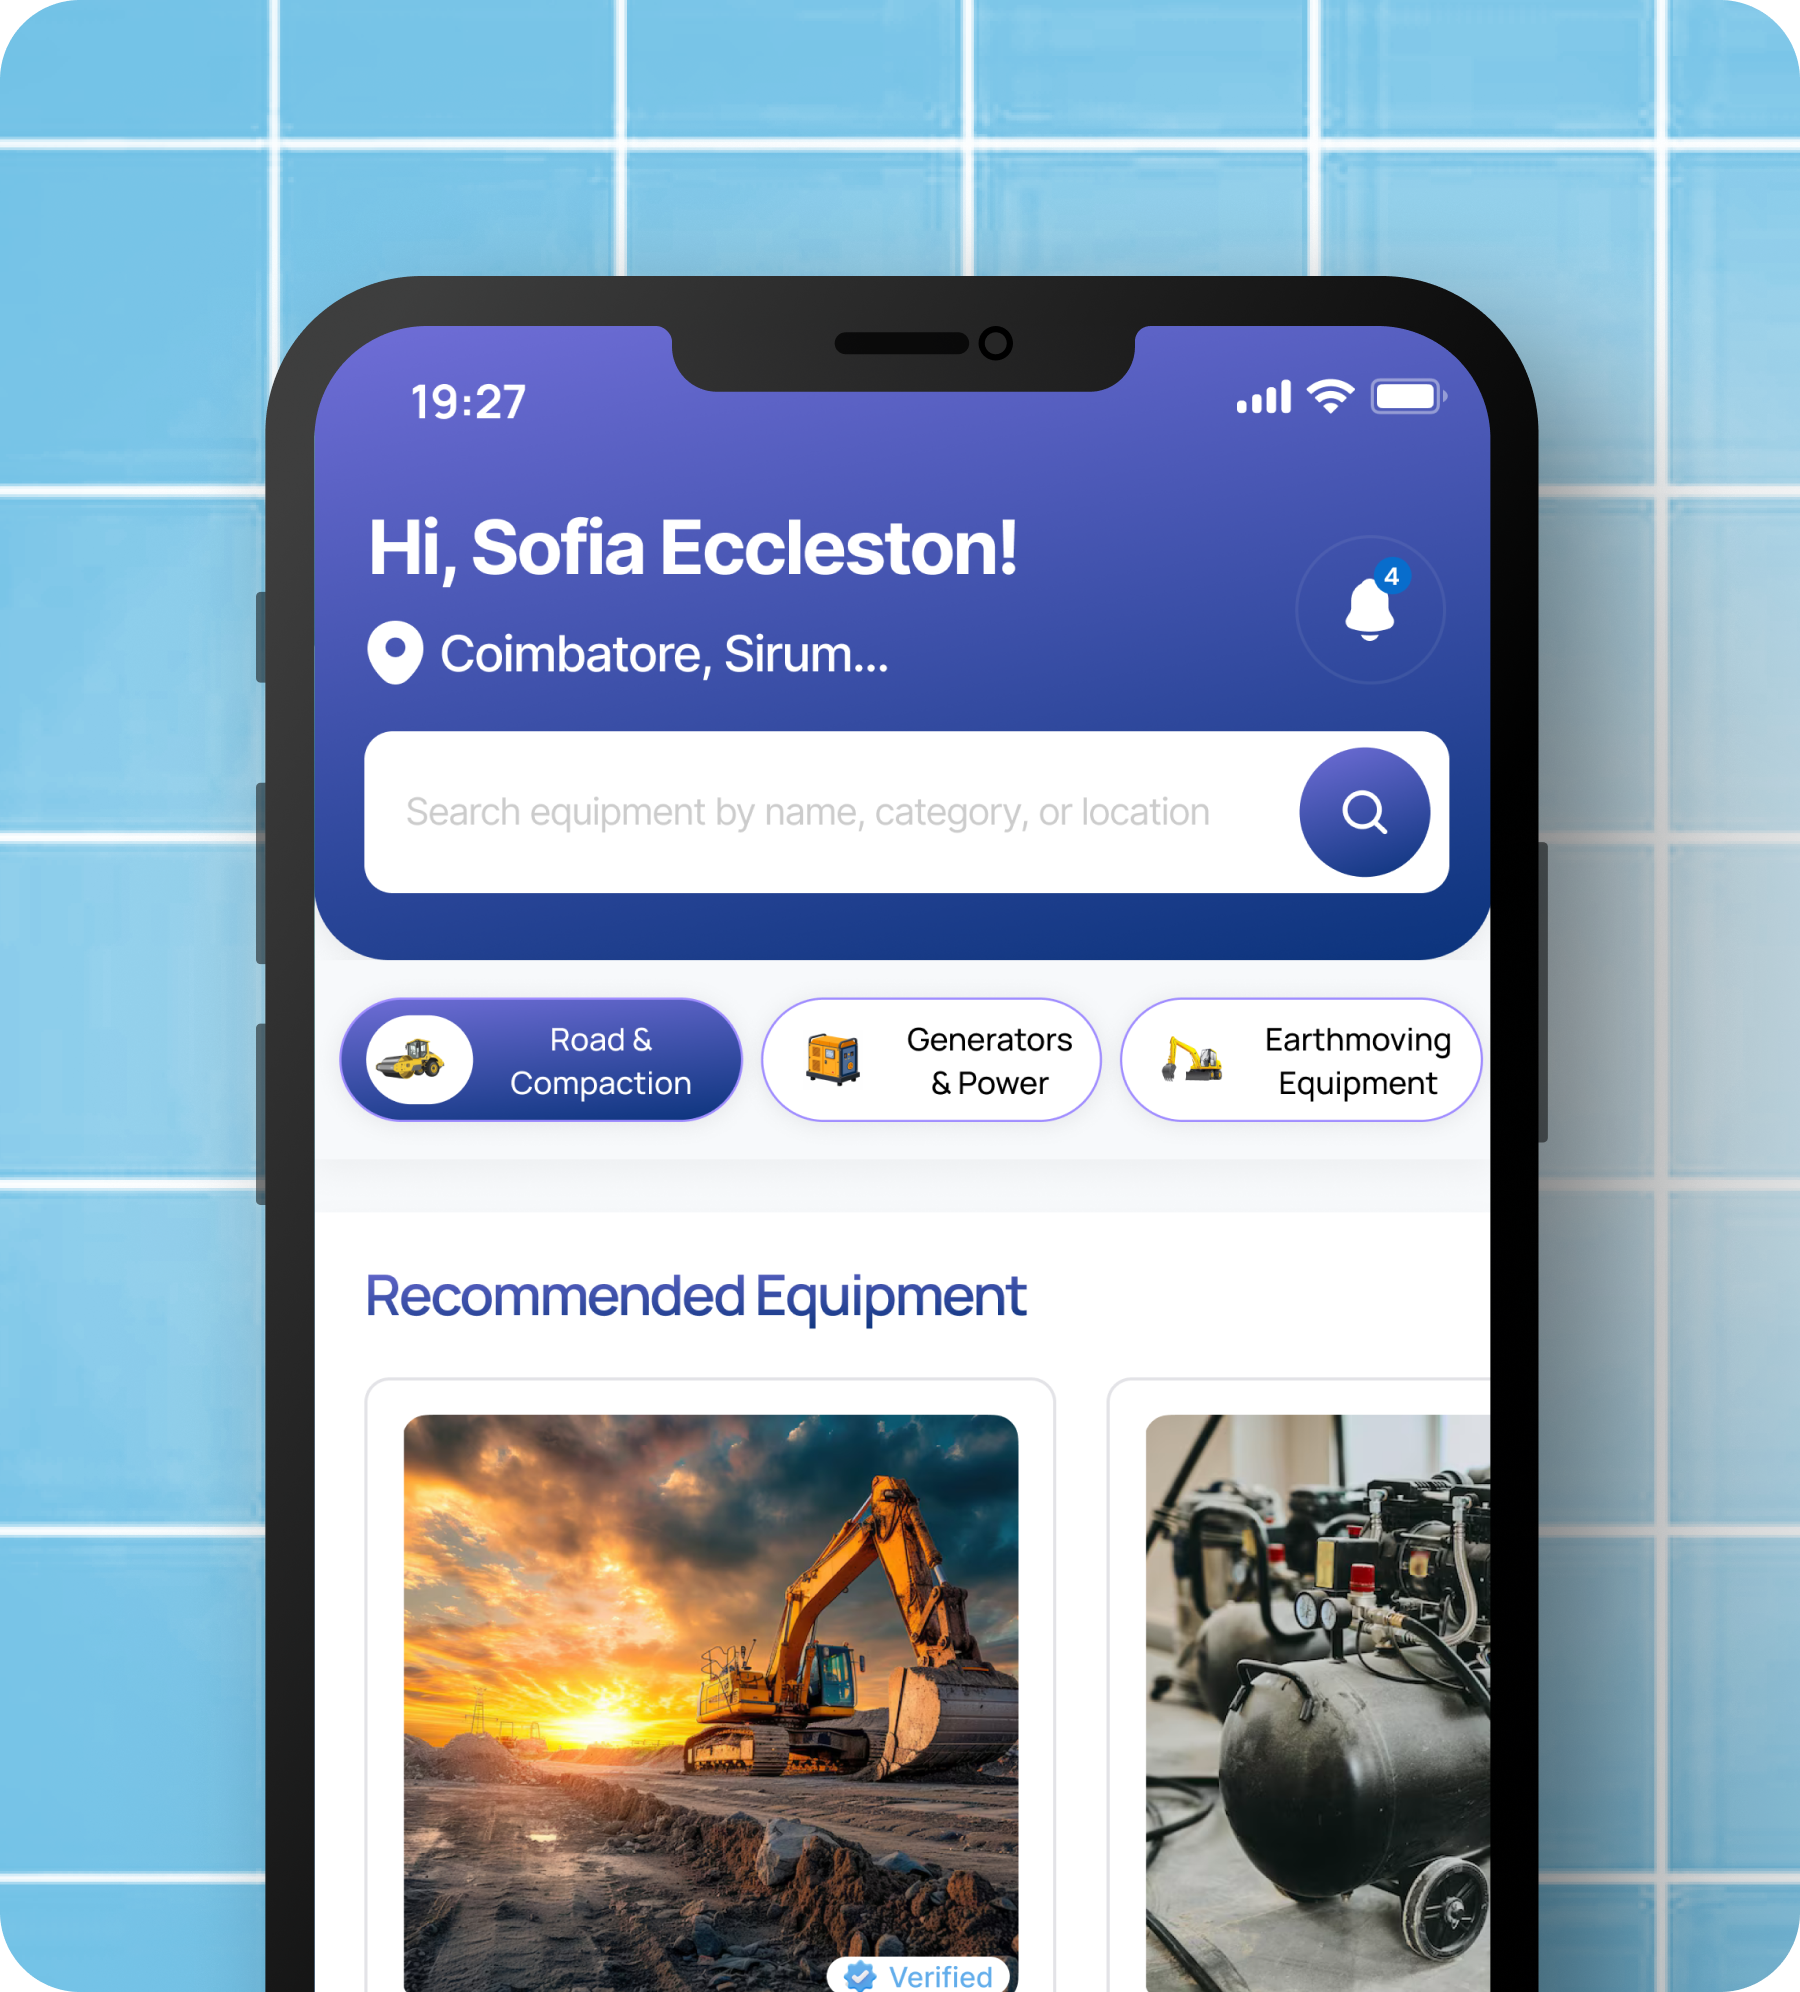 19:27
Hi, Sofia Eccleston!
4
Coimbatore, Sirum...
Search equipment by name, category, or location
Road &
Compaction
Generators
& Power
Earthmoving
Equipment
Recommended Equipment
Verified